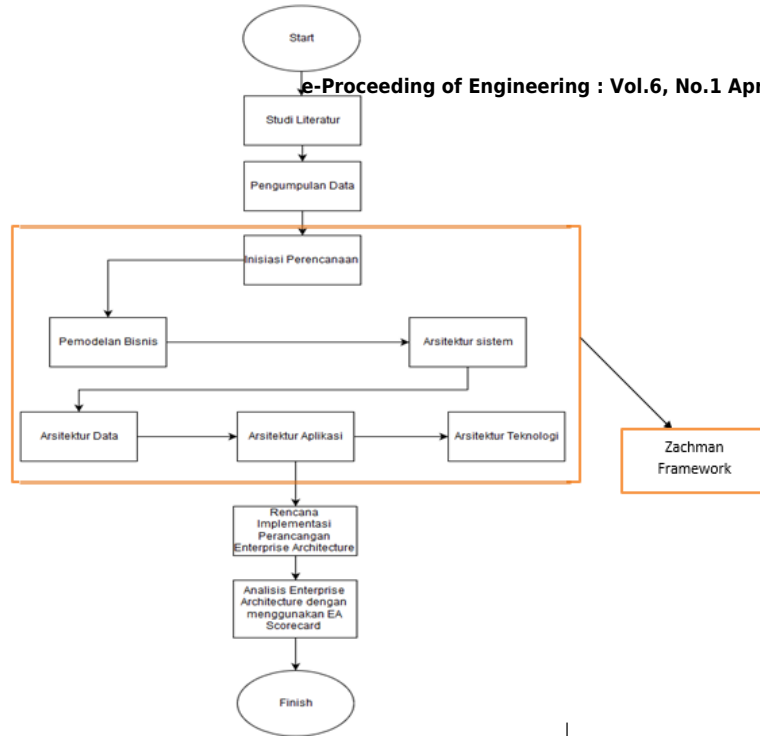 Start
e-Proceeding of Engineering : Vol.6, No.1 Apr
Studi Literatur
Pengumpulan Data
Inisiasi Perencanaan
Pemodelan Bisnis
Arsitektur sistem
Arsitektur Data
Arsitektur Aplikasi
Arsitektur Teknologi
Zachman
Framework
Rencana
Implementasi
Perancangan
Enterprise Architecture
Analisis Enterprise
Architecture dengan
menggunakan EA
Scorecard
Finish